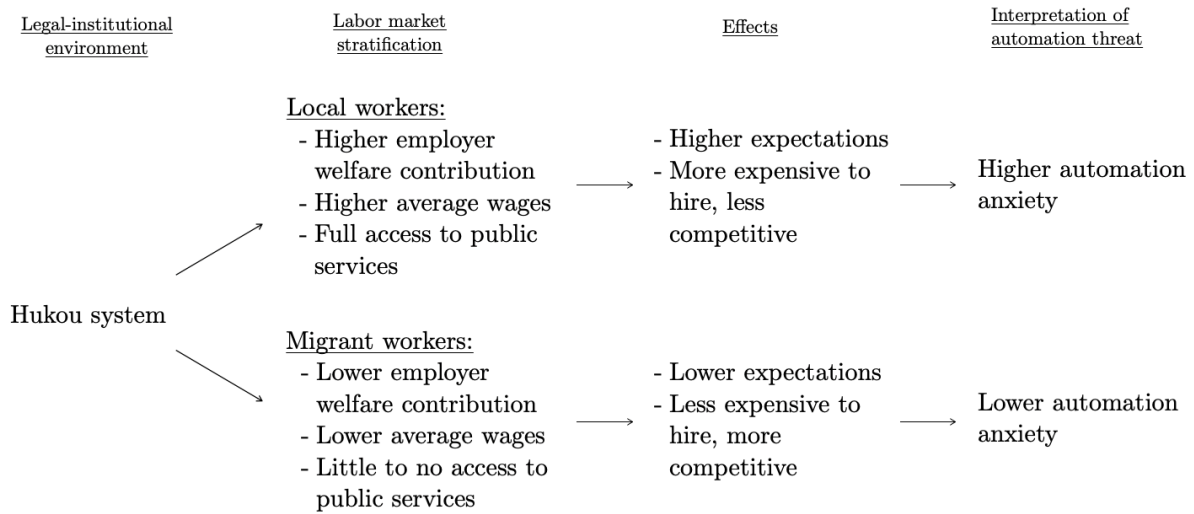 Legal-institutional
environment
Labor market
stratification
Effects
Interpretation of
automation threat
Local workers:
- Higher employer
welfare contribution
- Higher average wages
- Full access to public
services
- Higher expectations
- More expensive to
hire, less
competitive
Higher automation
anxiety
Hukou system
Migrant workers:
- Lower employer
welfare contribution
- Lower average wages
- Little to no access to
public services
- Lower expectations
- Less expensive to
hire, more
competitive
Lower automation
anxiety